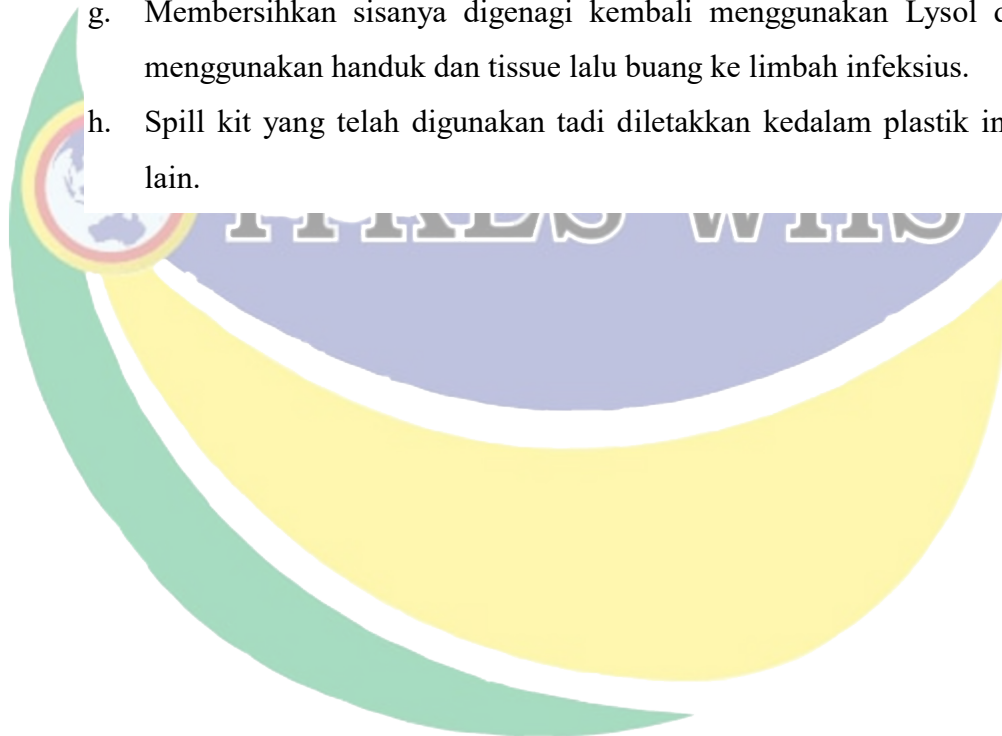 g. Membersihkan sisanya digenagi kembali menggunakan Lysol
menggunakan handuk dan tissue lalu buang ke limbah infeksius.
h. Spill kit yang telah digunakan tadi diletakkan kedalam plastik
lain.
WHS